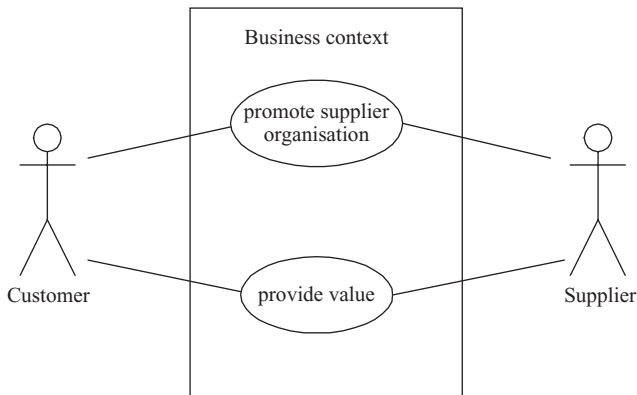 Business context
promote supplier
organisation
provide value
Customer
Supplier